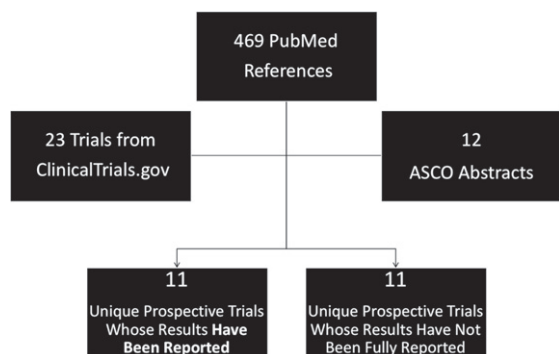 469 PubMed
References
23 Trials from
ClinicalTrials.gov
12
ASCO Abstracts
11
Unique Prospective Trials
Whose Results Have
Been Reported
11
Unique Prospective Trials
Whose Results Have Not
Been Fully Reported